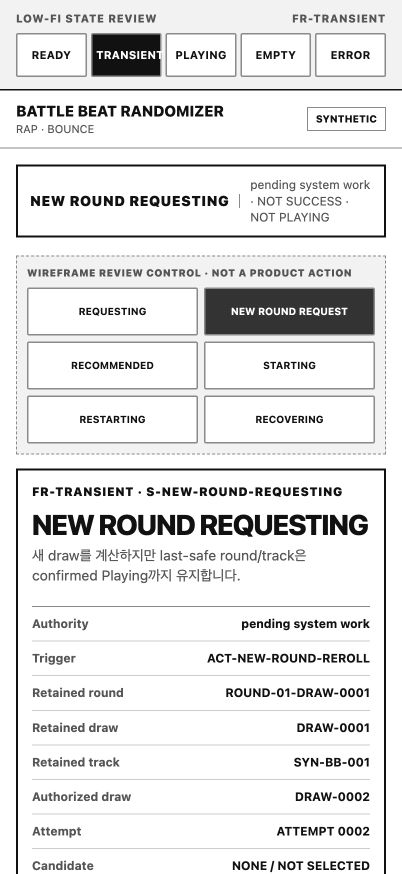 LOW-FI STATE REVIEW FR-TRANSIENT
READY TRANSIENT PLAYING EMPTY ERROR
BATTLE BEAT RANDOMIZER
RAP · BOUNCE
SYNTHETIC
NEW ROUND REQUESTING
pending system work
· NOT SUCCESS ·
NOT PLAYING
WIREFRAME REVIEW CONTROL · NOT A PRODUCT ACTION
REQUESTING NEW ROUND REQUEST
RECOMMENDED STARTING
RESTARTING RECOVERING
FR-TRANSIENT · S-NEW-ROUND-REQUESTING
NEW ROUND REQUESTING
새 draw를 계산하지만 last-safe round/track은
confirmed Playing까지 유지합니다.
Authority pending system work
Trigger ACT-NEW-ROUND-REROLL
Retained round ROUND-01-DRAW-0001
Retained draw DRAW-0001
Retained track SYN-BB-001
Authorized draw DRAW-0002
Attempt ATTEMPT 0002
Candidate NONE / NOT SELECTED